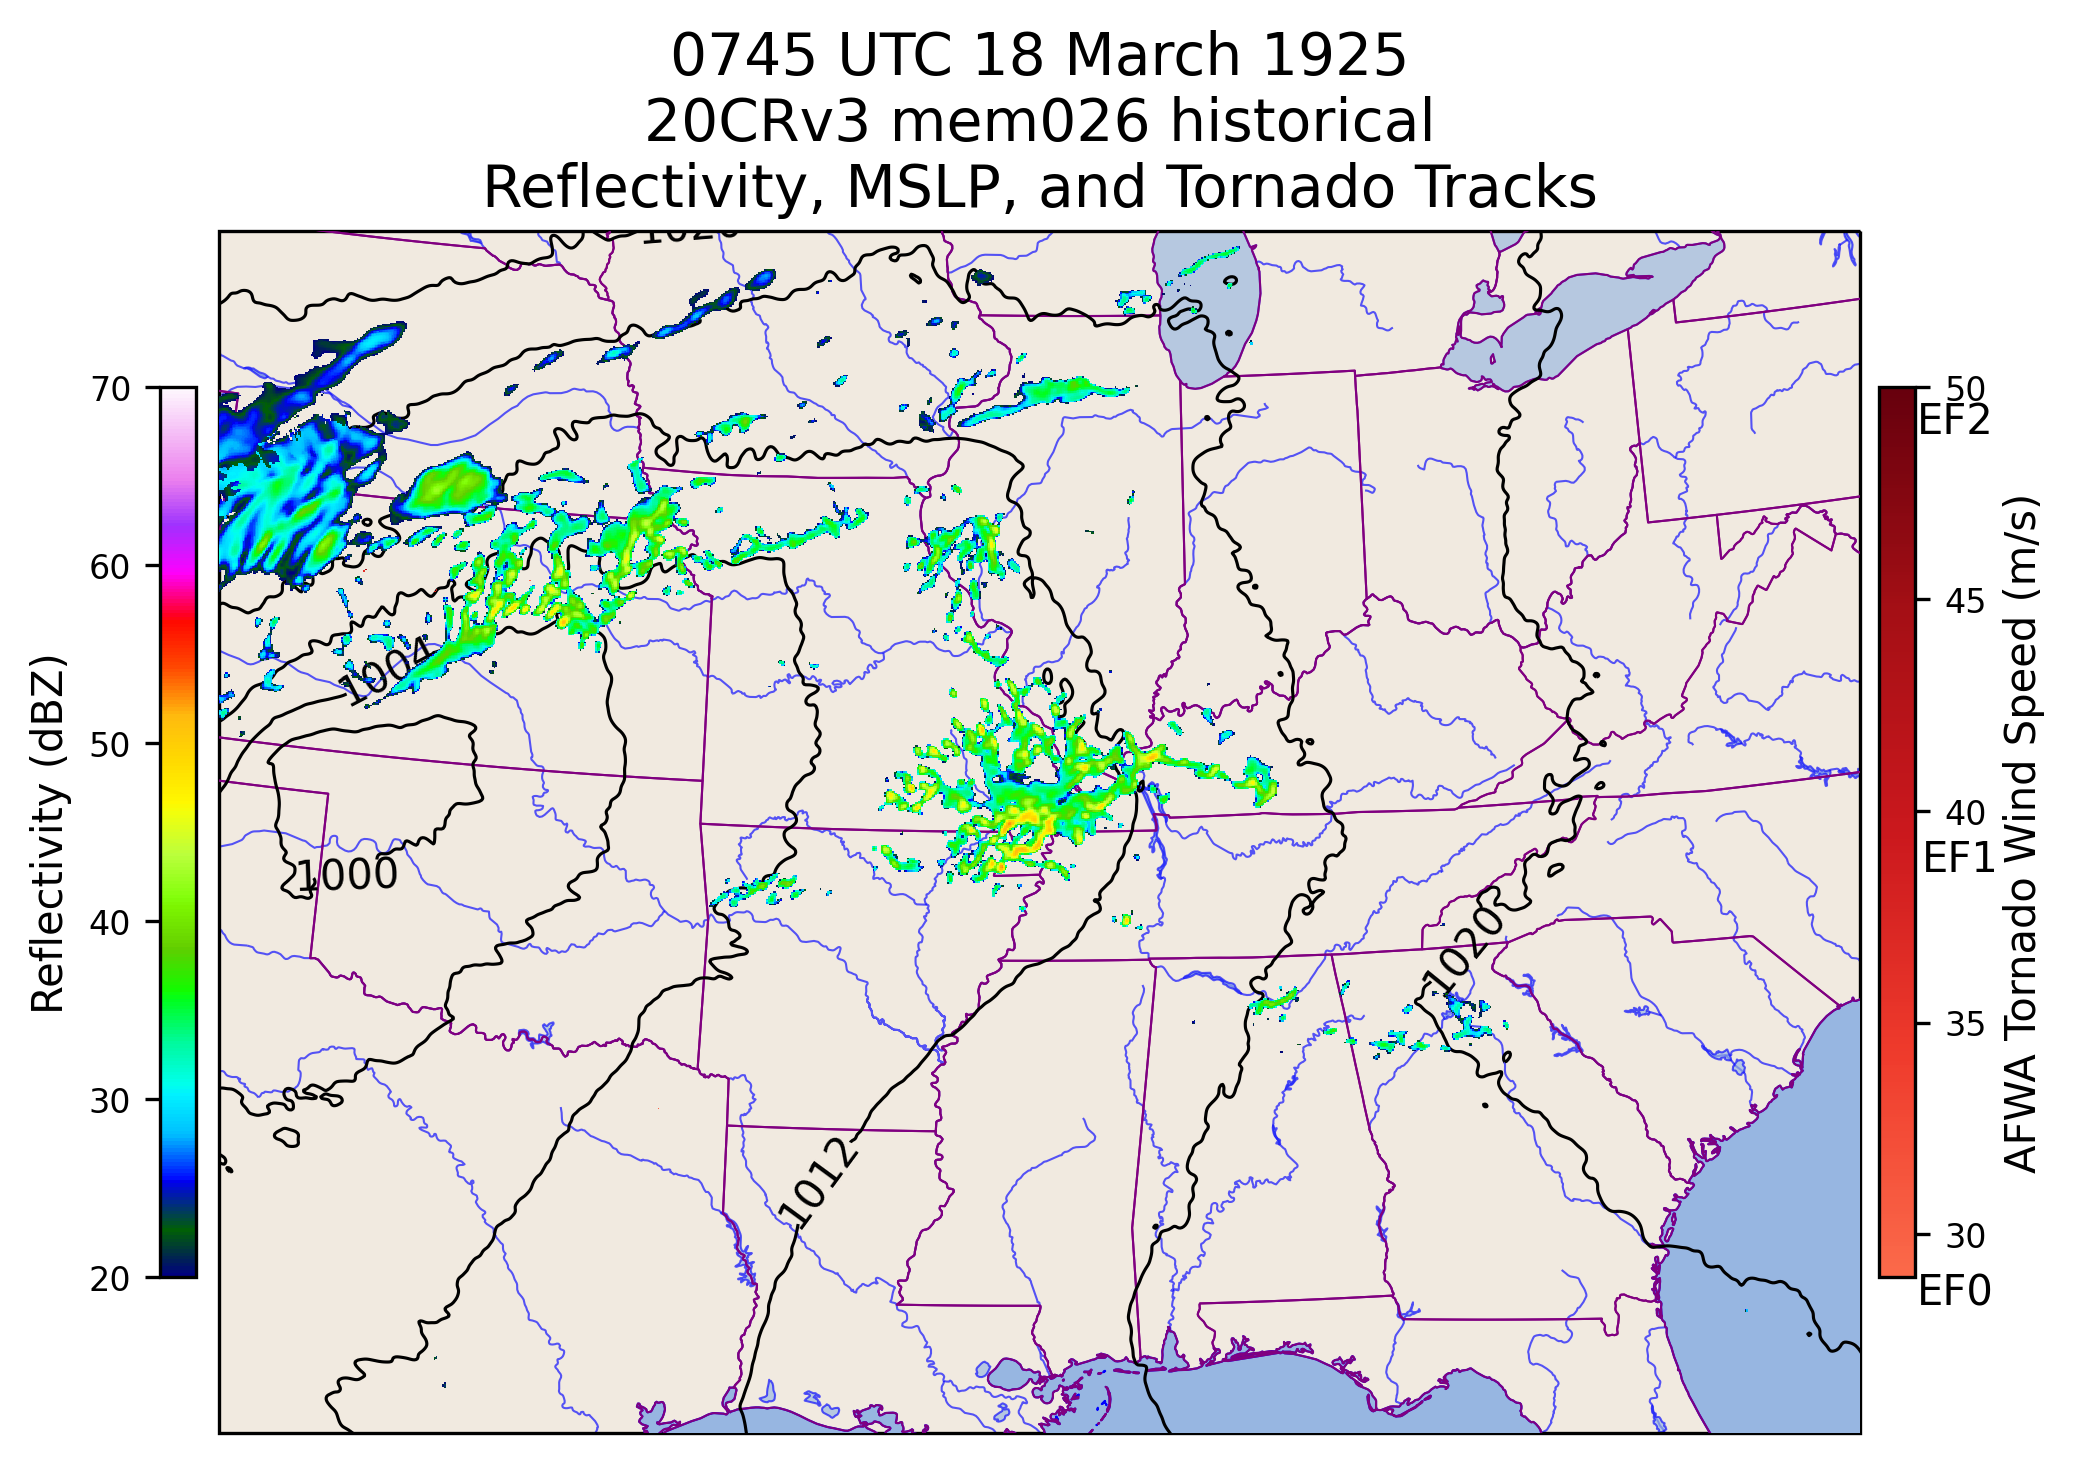 0745 UTC 18 March 1925
20CRv3 mem026 historical
Reflectivity, MSLP, and Tornado Tracks
Reflectivity (dBZ)
70
60
50
40
30
20
1004
1000
1012
1020
50
EF2
45
40
EF1
35
30
EF0
AFWA Tornado Wind Speed (m/s)